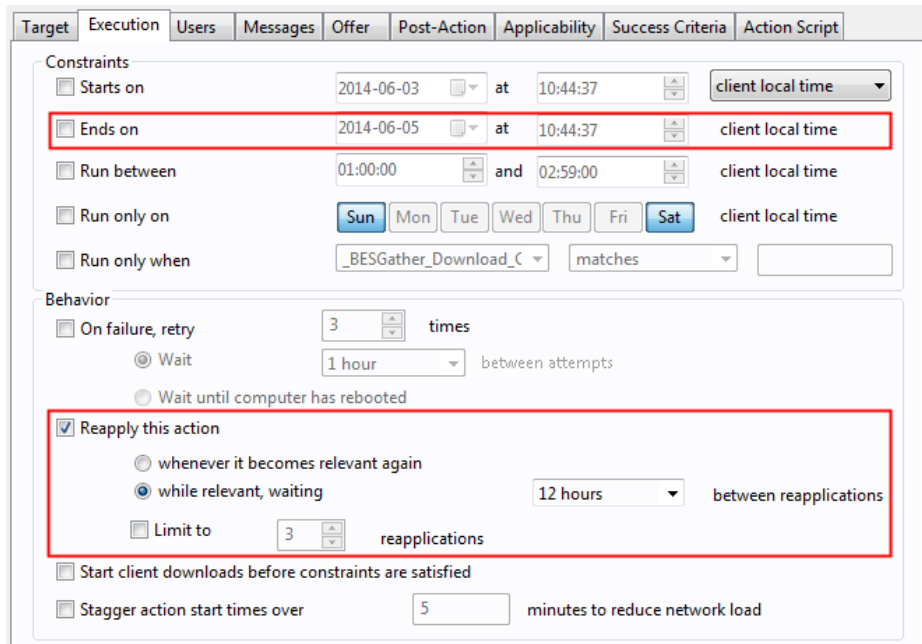 Target Execution Users Messages Offer Post-Action Applicability Success Criteria Action Script
Constraints
Starts on 2014-06-03 at 10:44:37 client local time
Ends on 2014-06-05 at 10:44:37 client local time
Run between 01:00:00 and 02:59:00 client local time
Run only on Sun Mon Tue Wed Thu Fri Sat client local time
Run only when _BESGather_Download_C matches
Behavior
On failure, retry 3 times
Wait 1 hour between attempts
Wait until computer has rebooted
Reapply this action
whenever it becomes relevant again
while relevant, waiting 12 hours between reapplications
Limit to 3 reapplications
Start client downloads before constraints are satisfied
Stagger action start times over 5 minutes to reduce network load